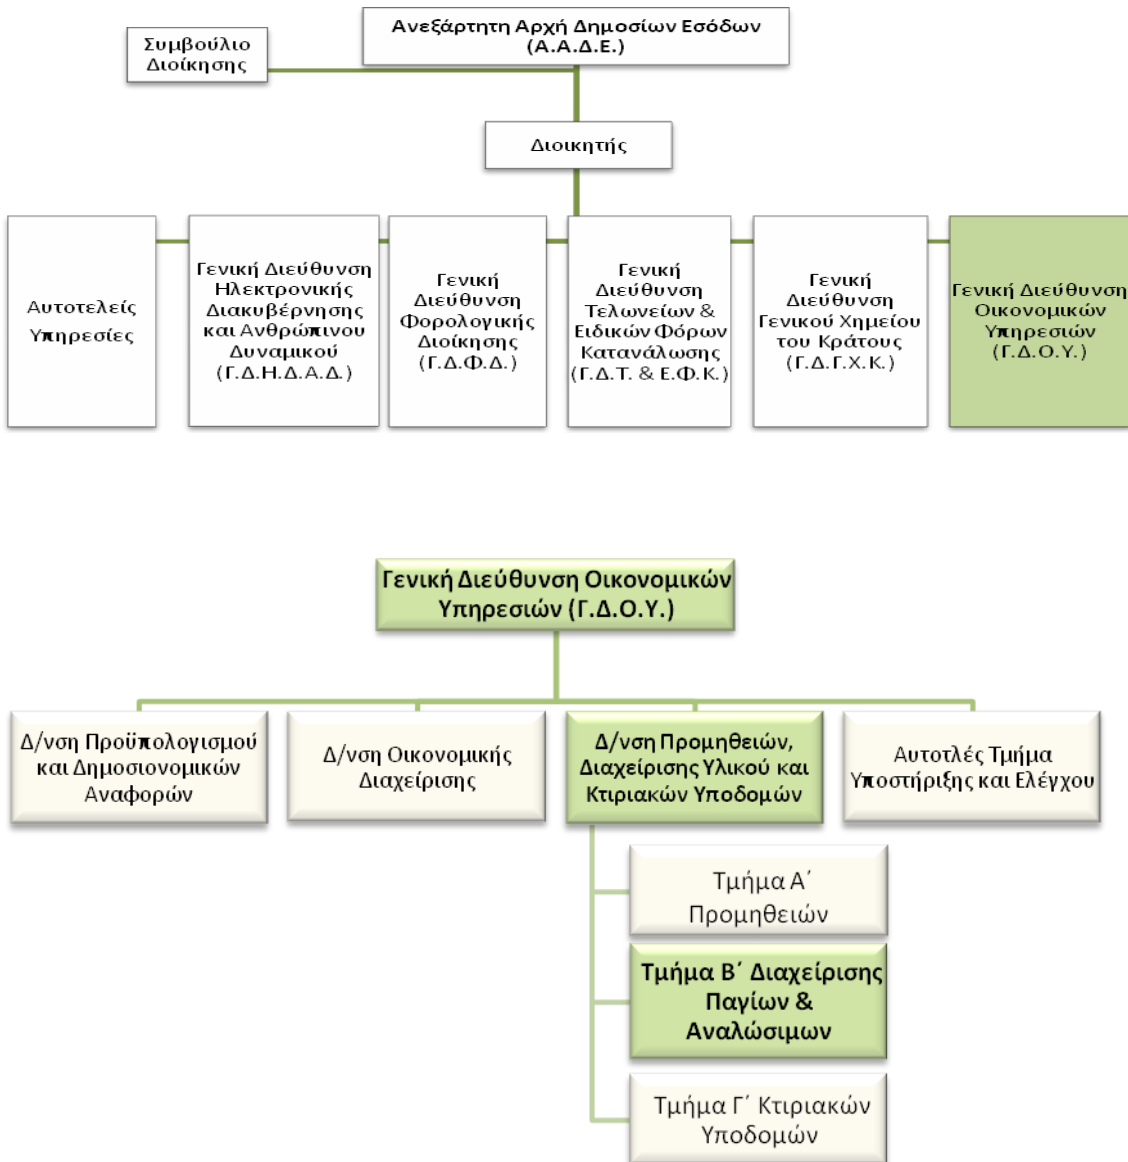 Ανεξάρτητη Αρχή Δημοσίων Εσόδων
(Α.Α.Δ.Ε.)
Συμβούλιο
Διοίκησης
Διοικητής
Αυτοτελείς
Υπηρεσίες
Γενική Διεύθυνση
Ηλεκτρονικής
Διακυβέρνησης
και Ανθρώπινου
Δυναμικού
(Γ.Δ.Η.Δ.Α.Δ.)
Γενική
Διεύθυνση
Φορολογικής
Διοίκησης
(Γ.Δ.Φ.Δ.)
Γενική
Διεύθυνση
Τελωνείων &
Ειδικών Φόρων
Κατανάλωσης
(Γ.Δ.Τ. & Ε.Φ.Κ.)
Γενική
Διεύθυνση
Γενικού Χημείου
του Κράτους
(Γ.Δ.Γ.Χ.Κ.)
Γενική Διεύθυνση
Οικονομικών
Υπηρεσιών
(Γ.Δ.Ο.Υ.)
Γενική Διεύθυνση Οικονομικών
Υπηρεσιών (Γ.Δ.Ο.Υ.)
Δ/νση Προϋπολογισμού
και Δημοσιονομικών
Αναφορών
Δ/νση Οικονομικής
Διαχείρισης
Δ/νση Προμηθειών,
Διαχείρισης Υλικού και
Κτιριακών Υποδομών
Αυτοτλές Τμήμα
Υποστήριξης και Ελέγχου
Τμήμα Α΄
Προμηθειών
Τμήμα Β΄ Διαχείρισης
Παγίων &
Αναλώσιμων
Τμήμα Γ΄ Κτιριακών
Υποδομών